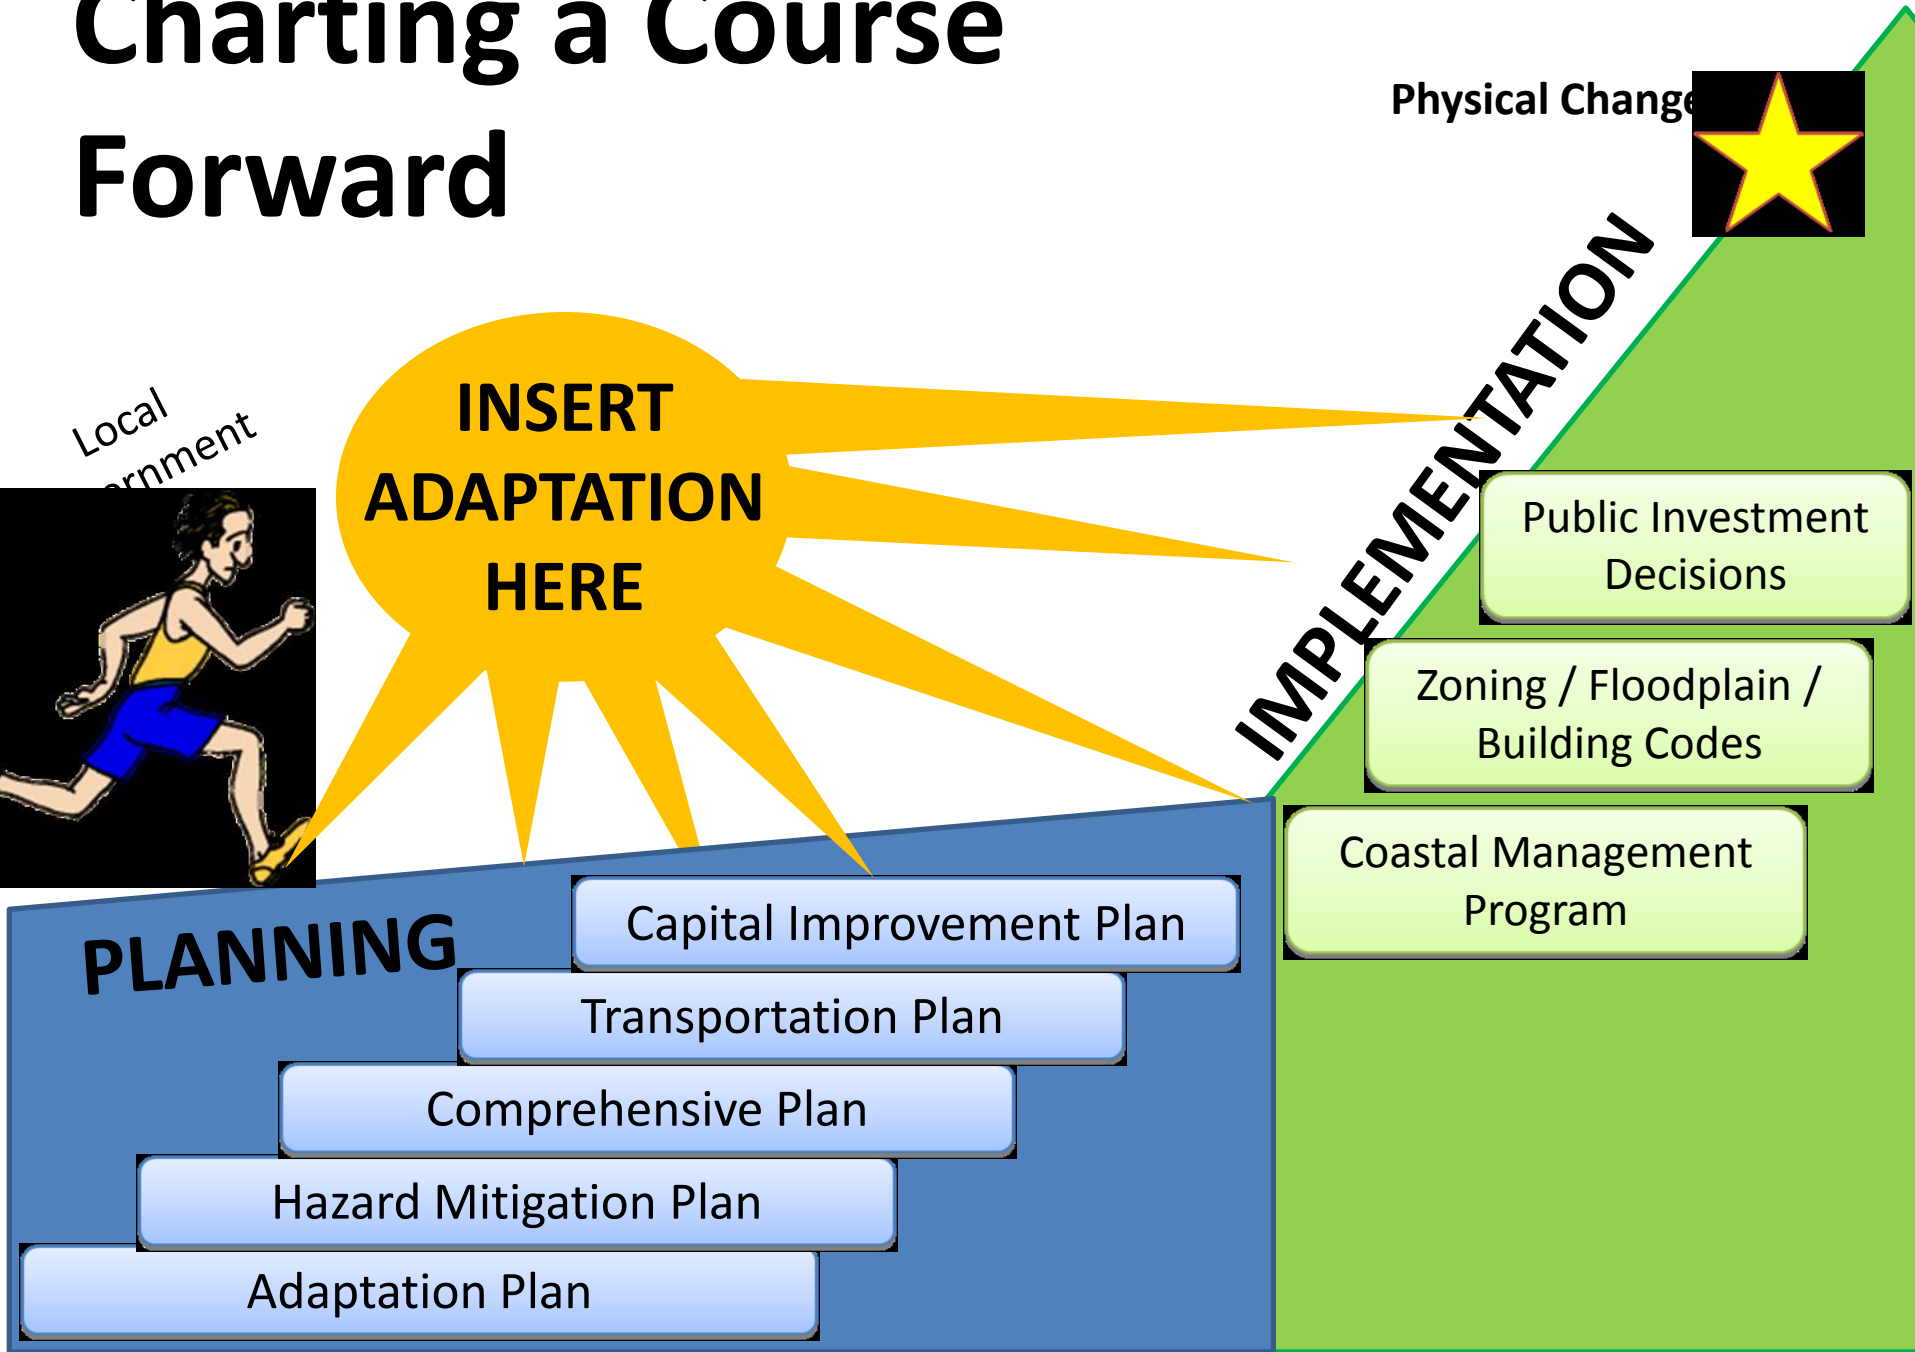 Charting a Course
Forward
Physical Change
Local
ernment
INSERT
ADAPTATION
HERE
IMPLEMENTATION
Public Investment
Decisions
Zoning / Floodplain /
Building Codes
Coastal Management
Program
PLANNING
Capital Improvement Plan
Transportation Plan
Comprehensive Plan
Hazard Mitigation Plan
Adaptation Plan